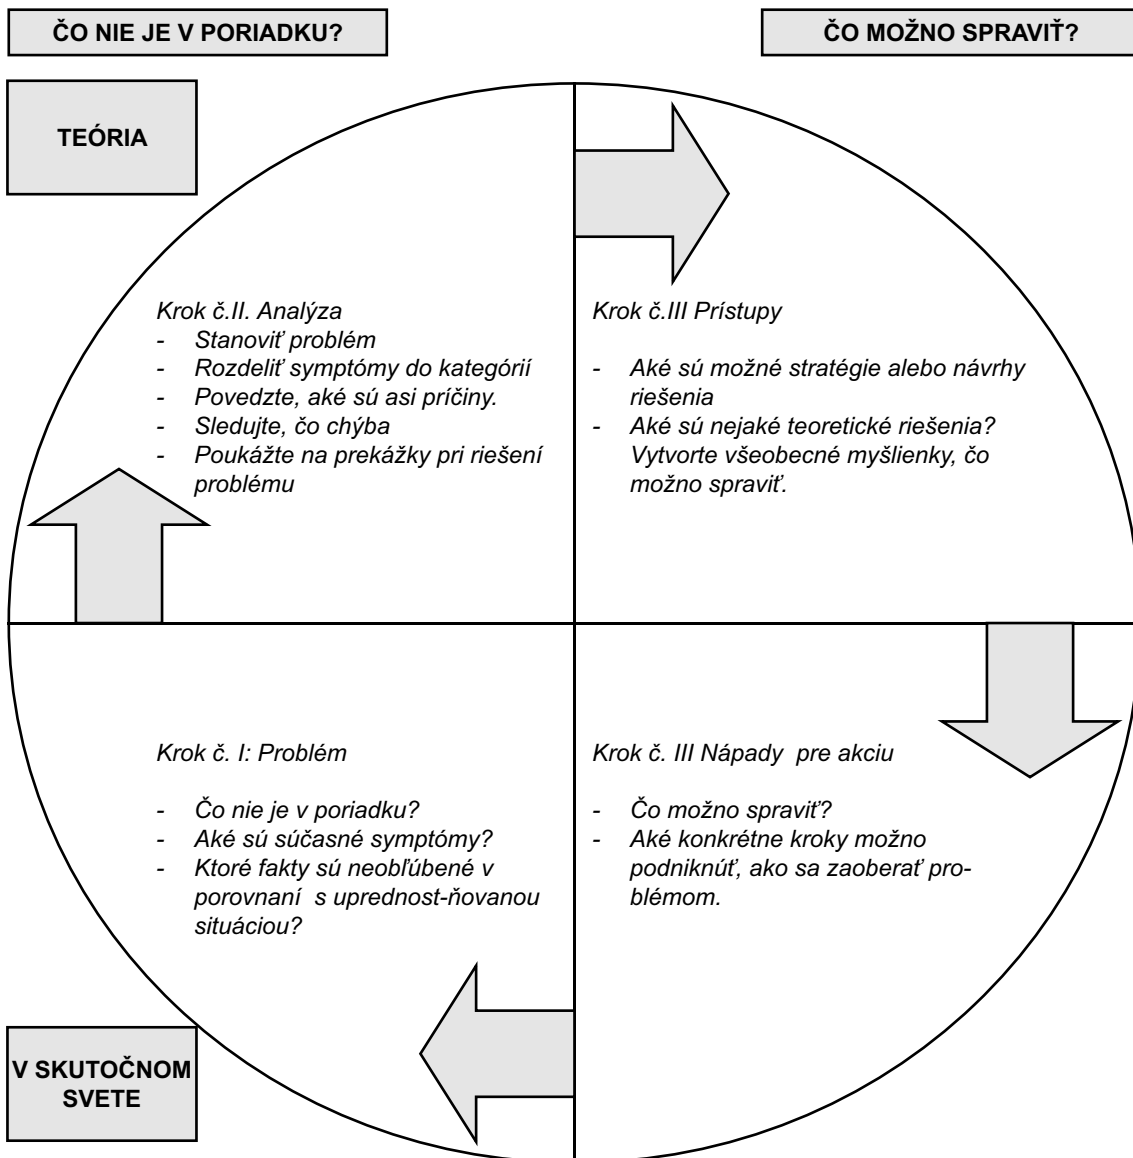 ČO NIE JE V PORIADKU?
ČO MOŽNO SPRAVIŤ?
TEÓRIA
Krok č.II. Analýza
- Stanoviť problém
- Rozdeliť symptómy do kategórií
- Povedzte, aké sú asi príčiny.
- Sledujte, čo chýba
- Poukážte na prekážky pri riešení
problému
Krok č.III Prístupy
- Aké sú možné stratégie alebo návrhy
riešenia
- Aké sú nejaké teoretické riešenia?
Vytvorte všeobecné myšlienky, čo
možno spraviť.
Krok č. I: Problém
- Čo nie je v poriadku?
- Aké sú súčasné symptómy?
- Ktoré fakty sú neobľúbené v
porovnaní s uprednost-ňovanou
situáciou?
Krok č. III Nápady pre akciu
- Čo možno spraviť?
- Aké konkrétne kroky možno
podniknúť, ako sa zaoberať pro-
blémom.
V SKUTOČNOM
SVETE